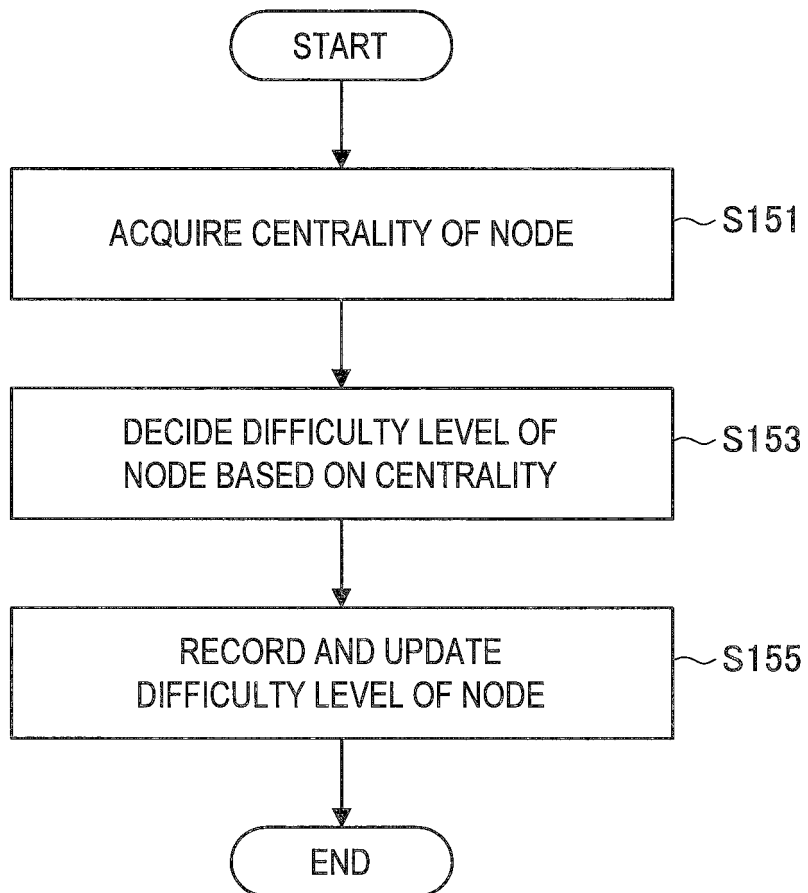 START
ACQUIRE CENTRALITY OF NODE
S151
DECIDE DIFFICULTY LEVEL OF
NODE BASED ON CENTRALITY
S153
RECORD AND UPDATE
DIFFICULTY LEVEL OF NODE
S155
END